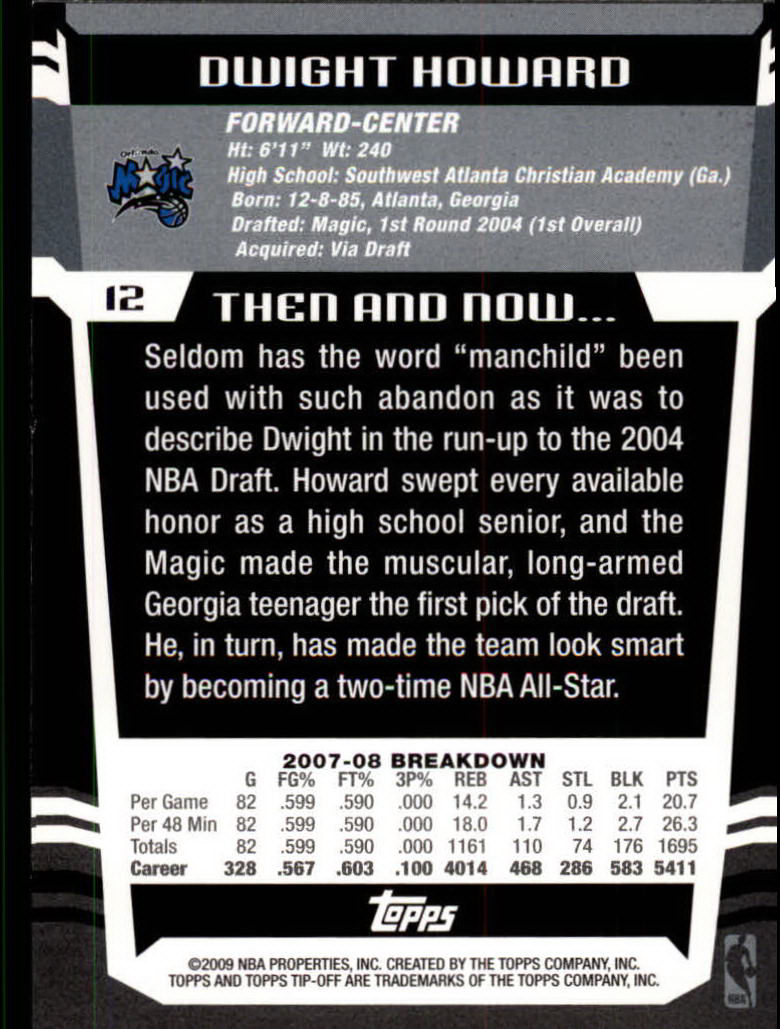 DWIGHT HOWARD
Orlando
Magic
FORWARD-CENTER
Ht: 6'11" Wt: 240
High School: Southwest Atlanta Christian Academy (Ga.)
Born: 12-8-85, Atlanta, Georgia
Drafted: Magic, 1st Round 2004 (1st Overall)
Acquired: Via Draft
12
THEN AND NOW...
Seldom has the word “manchild” been
used with such abandon as it was to
describe Dwight in the run-up to the 2004
NBA Draft. Howard swept every available
honor as a high school senior, and the
Magic made the muscular, long-armed
Georgia teenager the first pick of the draft.
He, in turn, has made the team look smart
by becoming a two-time NBA All-Star.
2007-08 BREAKDOWN
G FG% FT% 3P% REB AST STL BLK PTS
Per Game 82 .599 .590 .000 14.2 1.3 0.9 2.1 20.7
Per 48 Min 82 .599 .590 .000 18.0 1.7 1.2 2.7 26.3
Totals 82 .599 .590 .000 1161 110 74 176 1695
Career 328 .567 .603 .100 4014 468 286 583 5411
topps
©2009 NBA PROPERTIES, INC. CREATED BY THE TOPPS COMPANY, INC.
TOPPS AND TOPPS TIP-OFF ARE TRADEMARKS OF THE TOPPS COMPANY, INC.
NBA